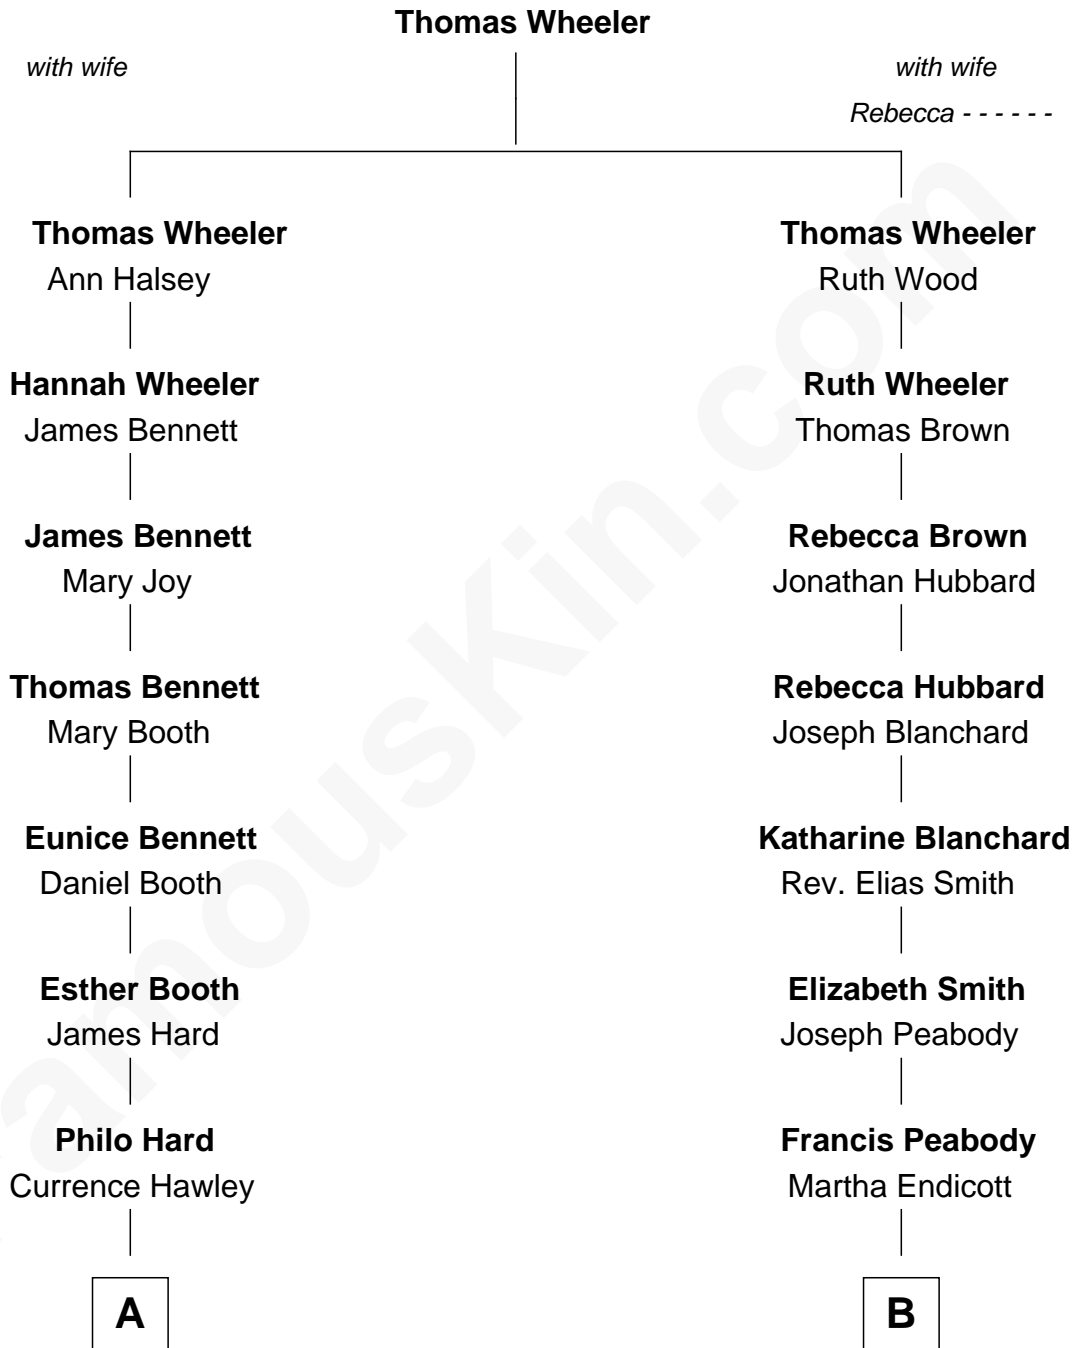 Thomas Wheeler
with wife
with wife
Rebecca - - - - - -
Thomas Wheeler
Ann Halsey
Thomas Wheeler
Ruth Wood
Hannah Wheeler
James Bennett
Ruth Wheeler
Thomas Brown
James Bennett
Mary Joy
Rebecca Brown
Jonathan Hubbard
Thomas Bennett
Mary Booth
Rebecca Hubbard
Joseph Blanchard
Eunice Bennett
Daniel Booth
Katharine Blanchard
Rev. Elias Smith
Esther Booth
James Hard
Elizabeth Smith
Joseph Peabody
Philo Hard
Currence Hawley
Francis Peabody
Martha Endicott
A
B
amouskin.com